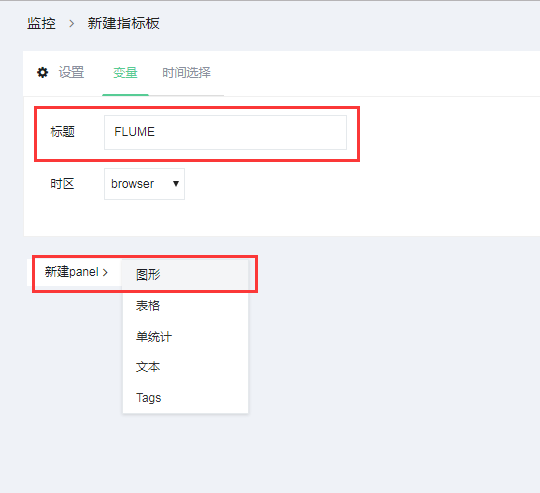 监控 > 新建指标板
设置 变量 时间选择
标题 FLUME
时区 browser
新建panel > 图形
表格
单统计
文本
Tags